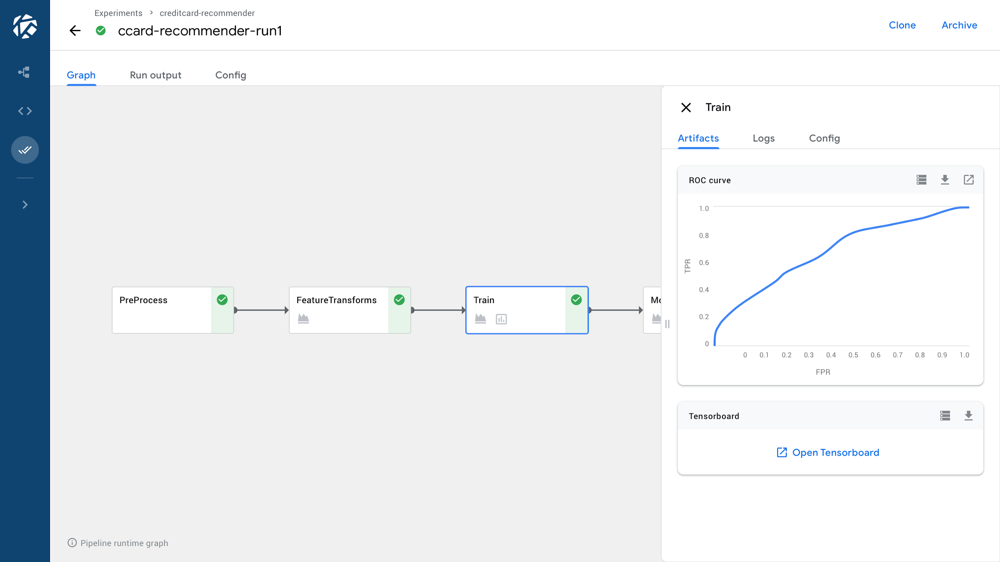 Experiments > creditcard-recommender
ccard-recommender-run1
Clone Archive
Graph Run output Config
Train
Artifacts Logs Config
ROC curve
1.0
0.8
0.6
0.4
0.2
0
TPR
0 0.1 0.2 0.3 0.4 0.5 0.6 0.7 0.8 0.9 1.0
FPR
PreProcess
FeatureTransforms
Train
Tensorboard
Open Tensorboard
Pipeline runtime graph